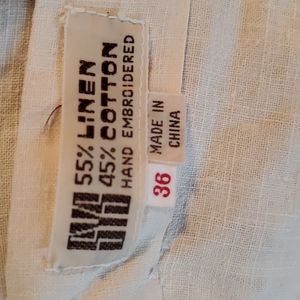 55% LINEN
45% COTTON
HAND EMBROIDERED
36
MADE IN
CHINA